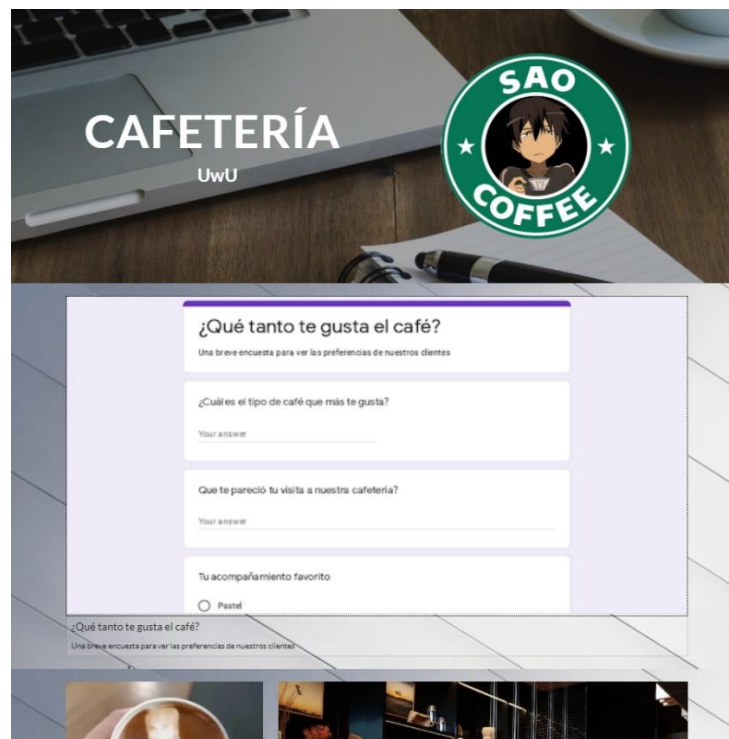 CAFETERÍA
UwU
SAO
COFFEE
¿Qué tanto te gusta el café?
Una breve encuesta para ver las preferencias de nuestros clientes
¿Cuál es el tipo de café que más te gusta?
Your answer
Que te pareció tu visita a nuestra cafetería?
Your answer
Tu acompañamiento favorito
Pastel
¿Qué tanto te gusta el café?
Una breve encuesta para ver las preferencias de nuestros clientes